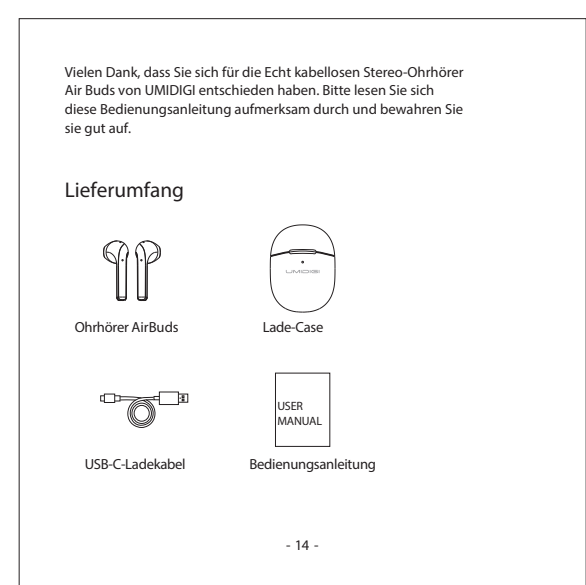 Vielen Dank, dass Sie sich für die Echt kabellosen Stereo-Ohrhörer
Air Buds von UMIDIGI entschieden haben. Bitte lesen Sie sich
diese Bedienungsanleitung aufmerksam durch und bewahren Sie
sie gut auf.
Lieferumfang
UMIDIGI
Ohrhörer AirBuds
Lade-Case
USER
MANUAL
USB-C-Ladekabel
Bedienungsanleitung
- 14 -